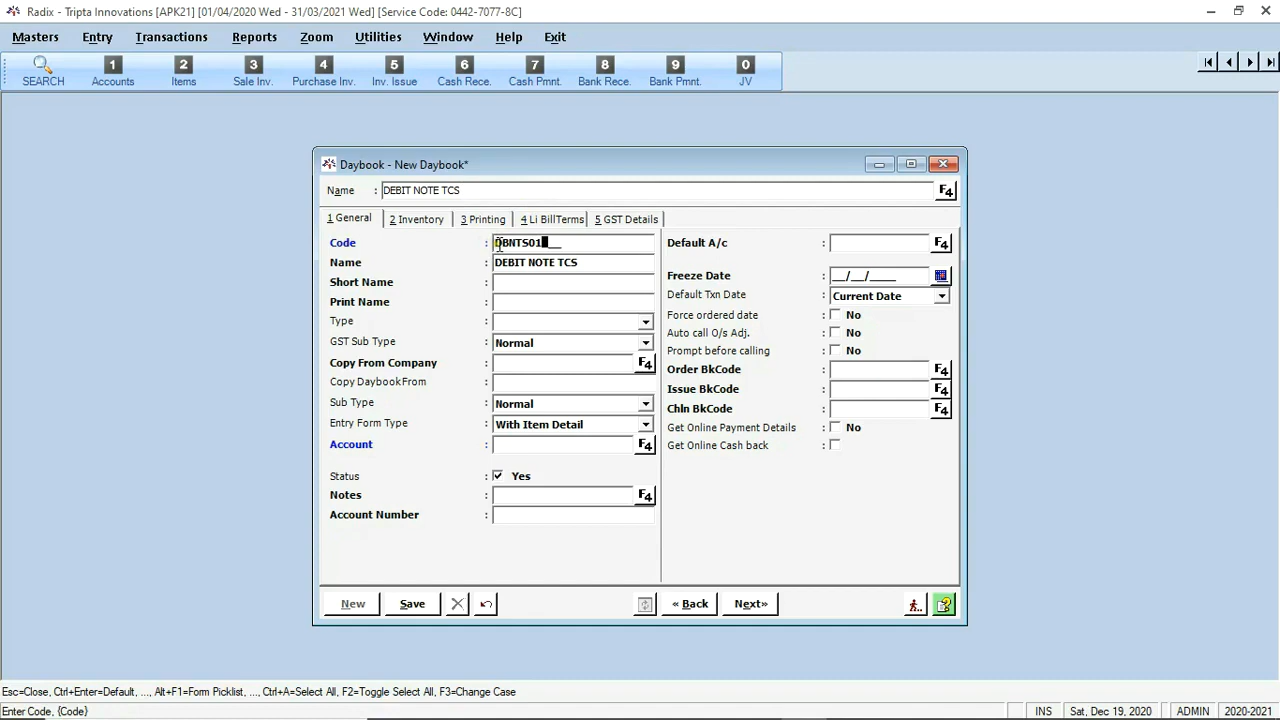 Radix - Tripta Innovations [APK21] [01/04/2020 Wed - 31/03/2021 Wed] [Service Code: 0442-7077-8C]
Masters Entry Transactions Reports Zoom Utilities Window Help Exit
1 2 3 4 5 6 7 8 9 0
SEARCH Accounts Items Sale Inv. Purchase Inv. Inv. Issue Cash Rece. Cash Pmnt. Bank Rece. Bank Pmnt. JV
Daybook - New Daybook*
Name : DEBIT NOTE TCS F4
1 General 2 Inventory 3 Printing 4 Li BillTerms 5 GST Details
Code : DBNTS01 Default A/c : F4
Name : DEBIT NOTE TCS
Short Name : Freeze Date : __/__/____
Print Name : Default Txn Date : Current Date
Type : Force ordered date : No
GST Sub Type : Normal Auto call O/s Adj. : No
Copy From Company : F4 Prompt before calling : No
Copy Daybook From : Order BkCode : F4
Sub Type : Normal Issue BkCode : F4
Entry Form Type : With Item Detail Chln BkCode : F4
Account : F4 Get Online Payment Details : No
Get Online Cash back :
Status : Yes
Notes : F4
Account Number :
New Save « Back Next»
Esc=Close, Ctrl+Enter=Default, ..., Alt+F1=Form Picklist, ..., Ctrl+A=Select All, F2=Toggle Select All, F3=Change Case
Enter Code, {Code} INS Sat, Dec 19, 2020 ADMIN 2020-2021